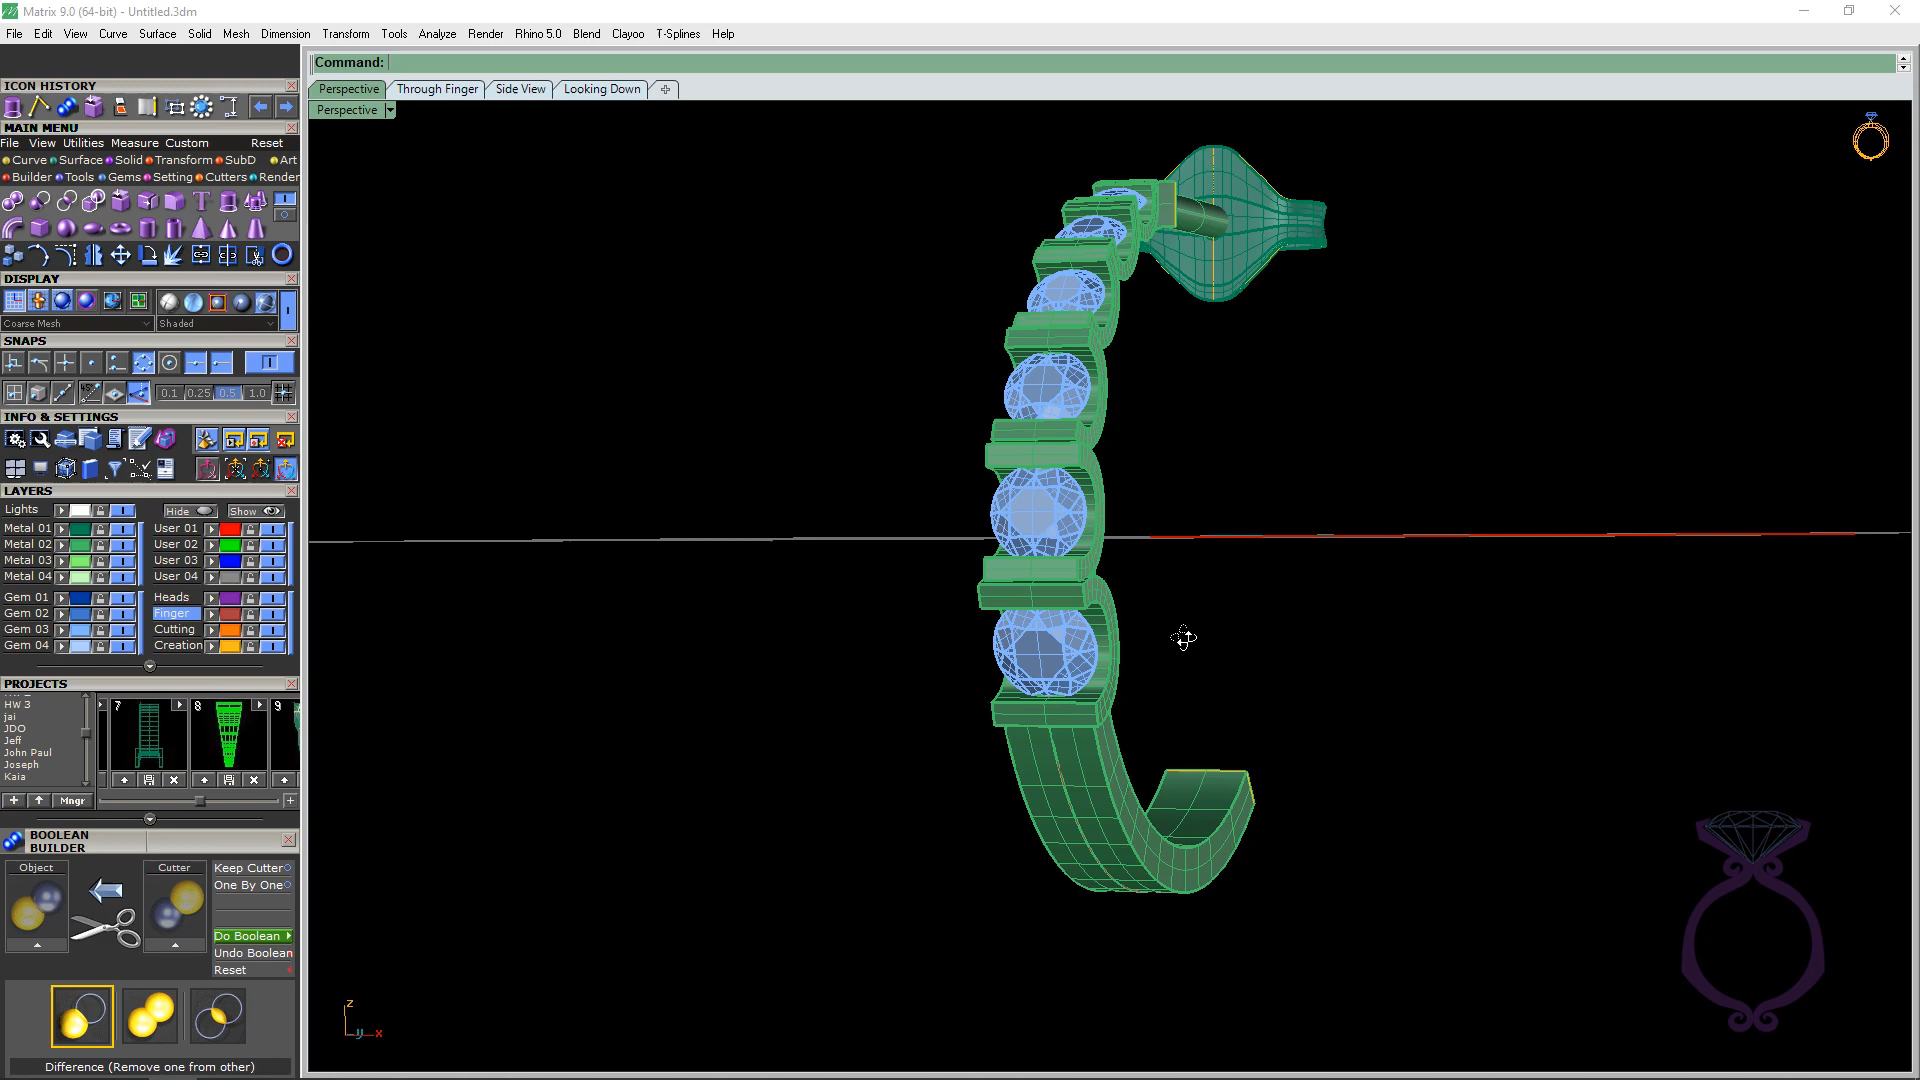 Matrix 9.0 (64-bit) - Untitled.3dm
File Edit View Curve Surface Solid Mesh Dimension Transform Tools Analyze Render Rhino 5.0 Blend Clayoo T-Splines Help
Command:
Perspective Through Finger Side View Looking Down
Perspective
ICON HISTORY
MAIN MENU
File View Utilities Measure Custom Reset
Curve Surface Solid Transform SubD Art
Builder Tools Gems Setting Cutters Render
DISPLAY
Coarse Mesh Shaded
SNAPS
0.1 0.25 0.5 1.0
INFO & SETTINGS
LAYERS
Lights Hide Show
Metal 01 User 01
Metal 02 User 02
Metal 03 User 03
Metal 04 User 04
Gem 01 Heads
Gem 02 Finger
Gem 03 Cutting
Gem 04 Creation
PROJECTS
HW 3
jai
JDO
Jeff
John Paul
Joseph
Kaia
7 8 9
Mngr
BOOLEAN
BUILDER
Object Cutter Keep Cutter
One By One
Do Boolean
Undo Boolean
Reset
Difference (Remove one from other)
z
y x